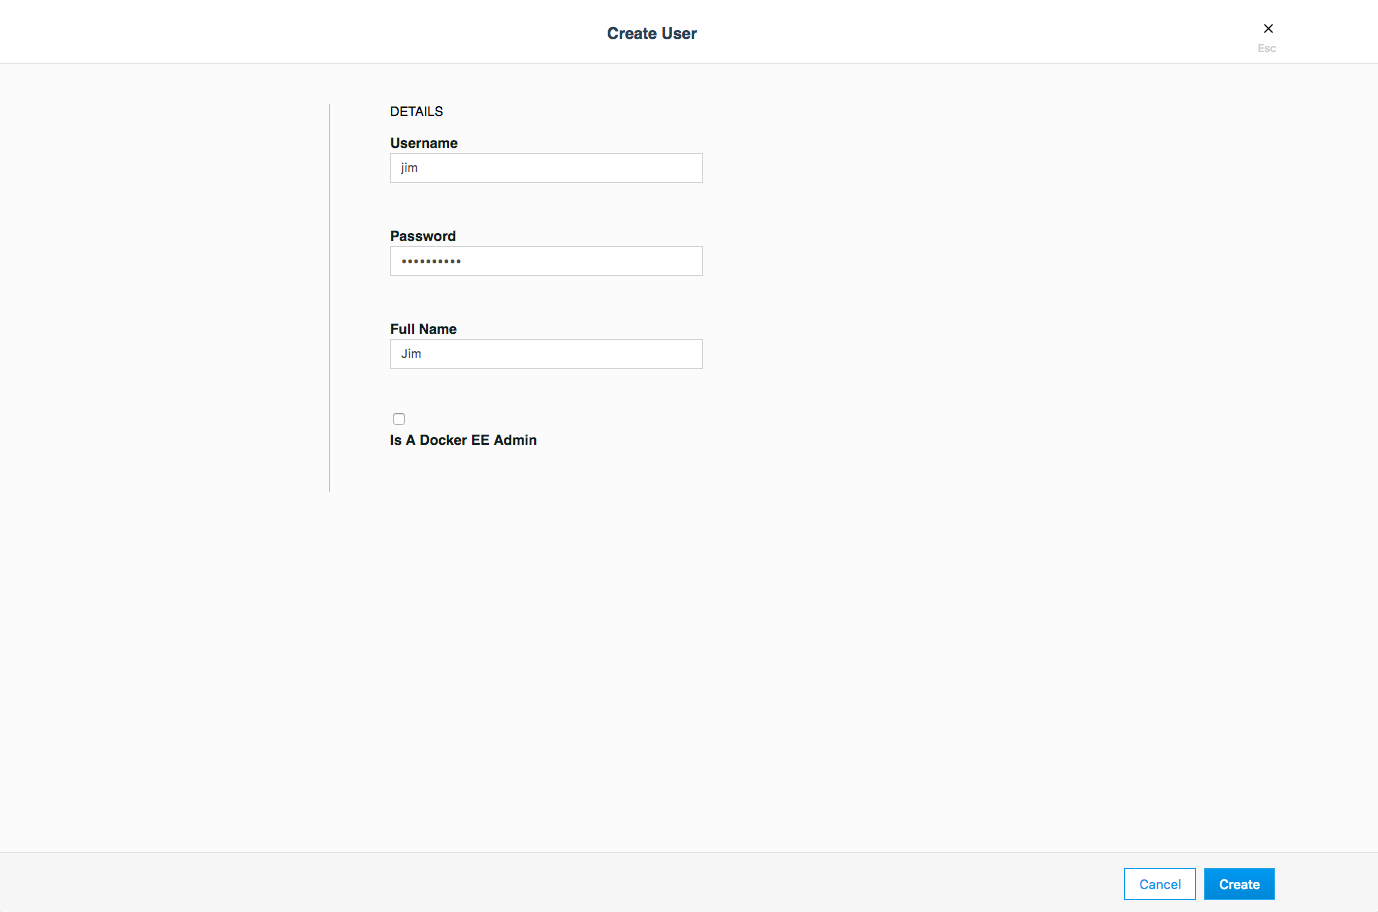 Create User
Esc
DETAILS
Username
jim
Password
••••••••••
Full Name
Jim
Is A Docker EE Admin
Cancel
Create